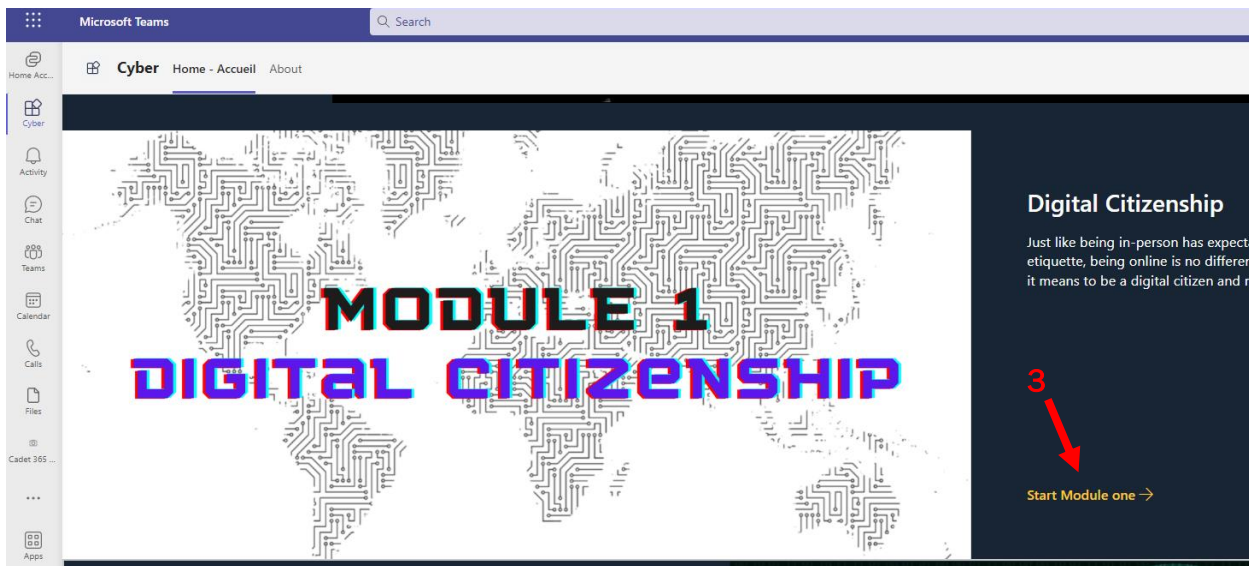 Microsoft Teams
Search
Home Acc...
Cyber
Activity
Chat
Teams
Calendar
Calls
Files
Cadet 365 ...
Apps
Cyber Home - Accueil About
MODULE 1
DIGITaL CITIZENSHIP
Digital Citizenship
Just like being in-person has expect
etiquette, being online is no differen
it means to be a digital citizen and
3
Start Module one →